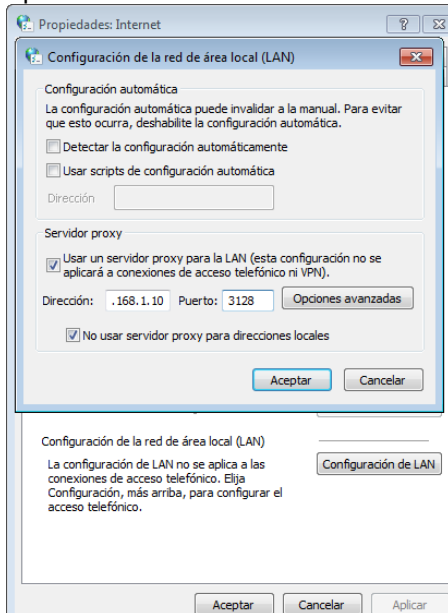 Propiedades: Internet
Configuración de la red de área local (LAN)
Configuración automática
La configuración automática puede invalidar a la manual. Para evitar
que esto ocurra, deshabilite la configuración automática.
Detectar la configuración automáticamente
Usar scripts de configuración automática
Dirección
Servidor proxy
Usar un servidor proxy para la LAN (esta configuración no se
aplicará a conexiones de acceso telefónico ni VPN).
Dirección: .168.1.10 Puerto: 3128 Opciones avanzadas
No usar servidor proxy para direcciones locales
Aceptar Cancelar
Configuración de la red de área local (LAN)
La configuración de LAN no se aplica a las
conexiones de acceso telefónico. Elija
Configuración, más arriba, para configurar el
acceso telefónico.
Configuración de LAN
Aceptar Cancelar Aplicar